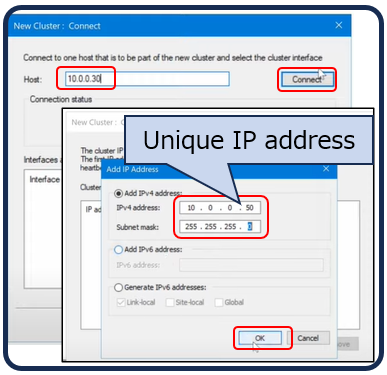 New Cluster : Connect
Connect to one host that is to be part of the new cluster and select the cluster interface
Host: 10.0.0.30 Connect
Connection status
New Cluster : C
The cluster IP
The first IP
heartbe
Interfaces a
Interface
Cluster
IP ad
Unique IP address
Add IP Address
Add IPv4 address:
IPv4 address: 10 . 0 . 0 . 50
Subnet mask: 255 . 255 . 255 . 0
Add IPv6 address:
IPv6 address:
Generate IPv6 addresses:
Link-local Site-local Global
OK Cancel